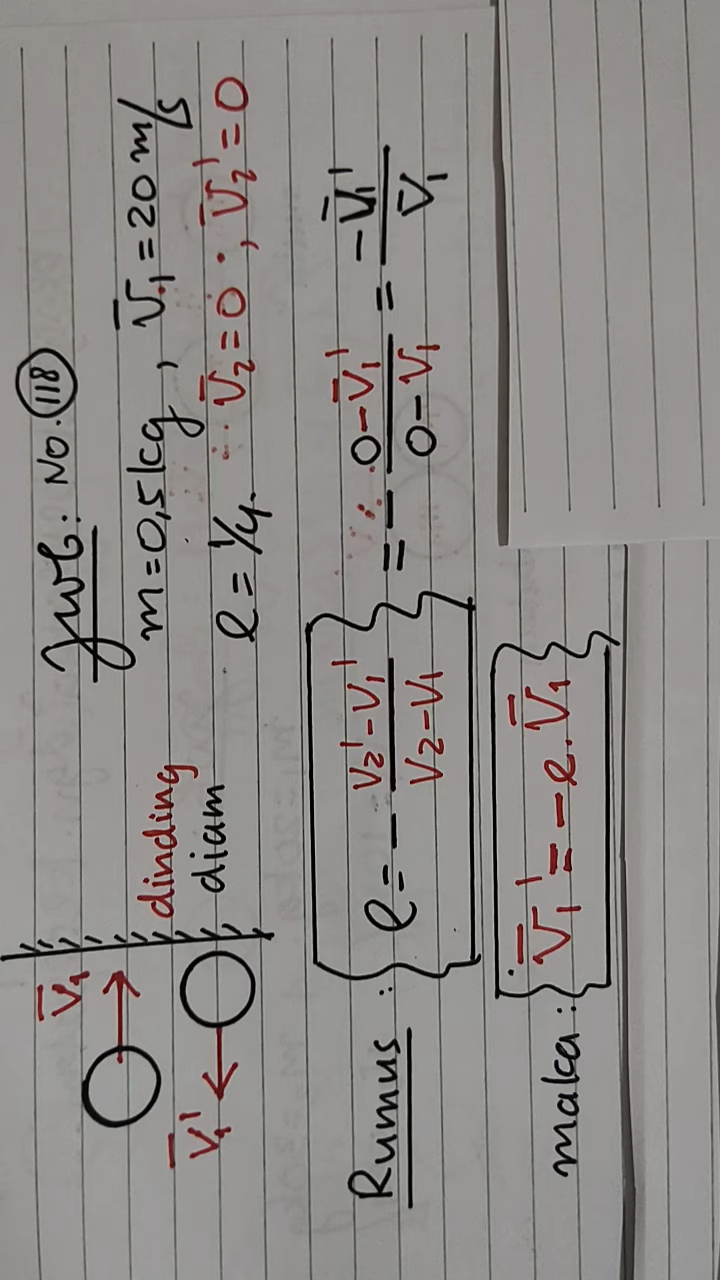 Jwb: No. 118
V̄₁
dinding
diam
V̄₁'
m = 0,5 kg , V̄₁ = 20 m/s
e = 1/4. ∴ V̄₂ = 0 ; V̄₂' = 0
Rumus : e = - (V₂' - V₁')/(V₂ - V₁) = - (0 - V̄₁')/(0 - V₁) = -V̄₁'/V̄₁
maka : V̄₁' = - e . V̄₁